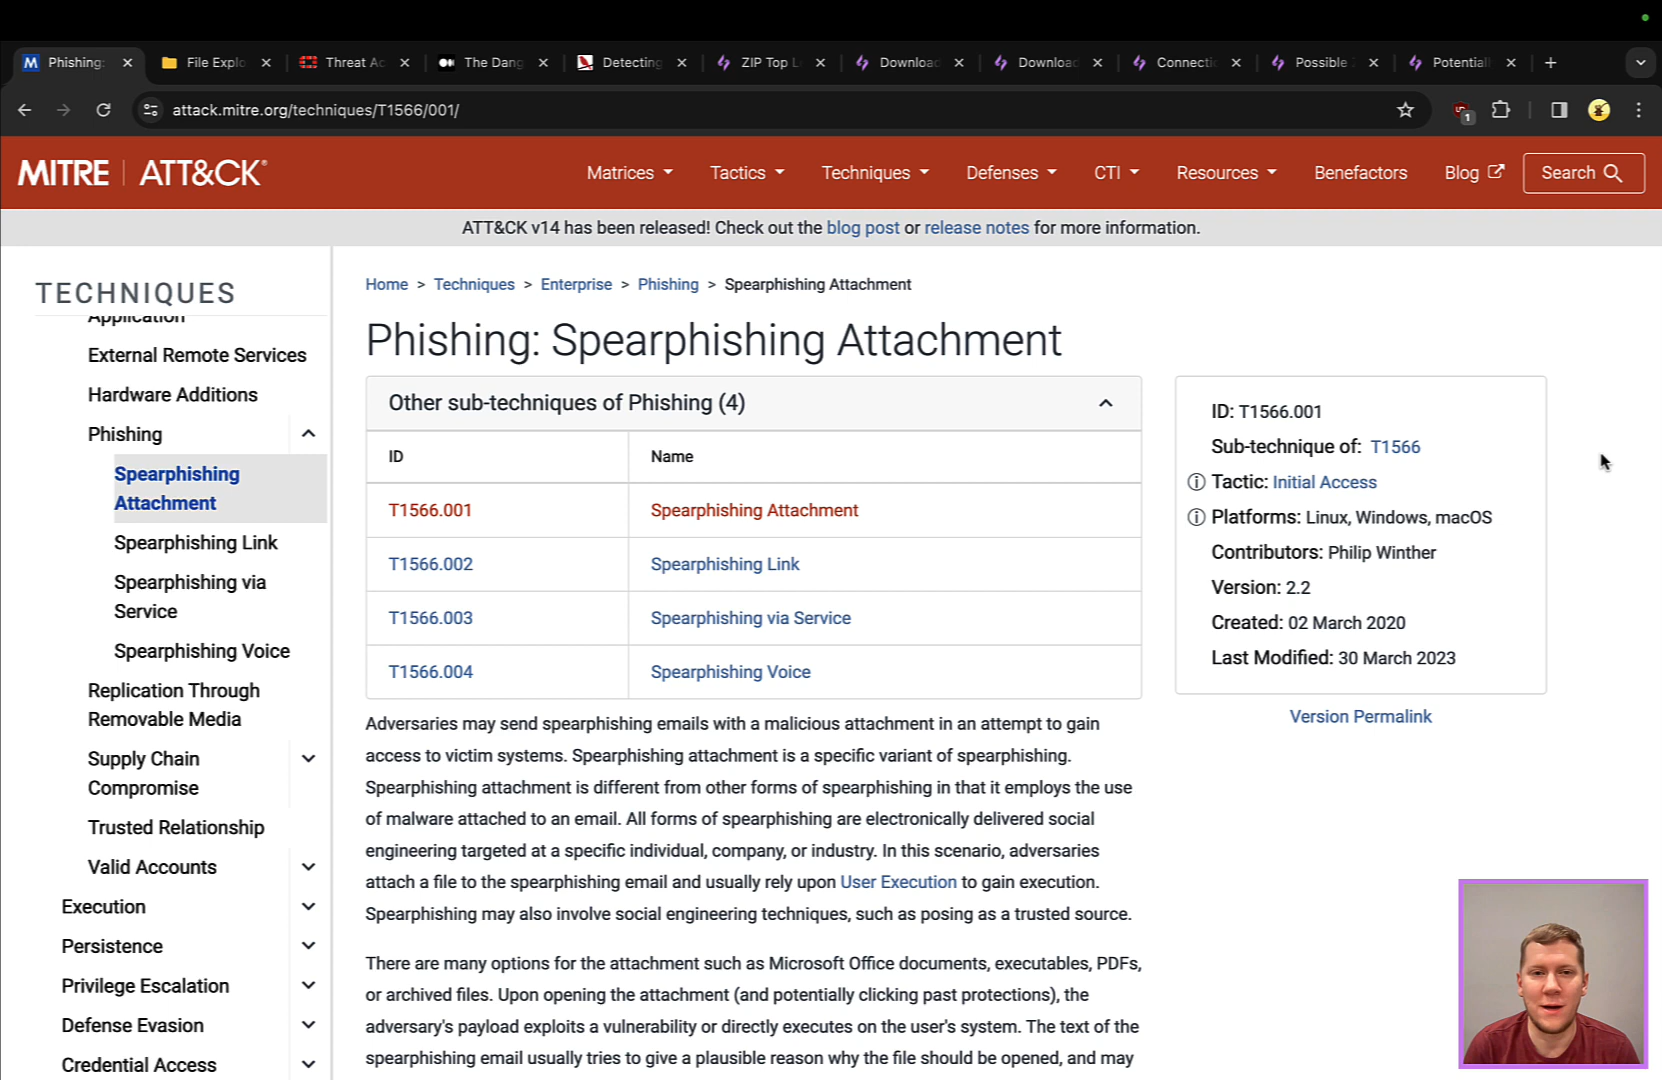 Phishing:
File Explo
Threat Ac
The Dang
Detecting
ZIP Top L
Download
Download
Connectio
Possible
Potentiall
attack.mitre.org/techniques/T1566/001/
1
MITRE | ATT&CK®
Matrices
Tactics
Techniques
Defenses
CTI
Resources
Benefactors
Blog
Search
ATT&CK v14 has been released! Check out the blog post or release notes for more information.
TECHNIQUES
Application
External Remote Services
Hardware Additions
Phishing
Spearphishing
Attachment
Spearphishing Link
Spearphishing via
Service
Spearphishing Voice
Replication Through
Removable Media
Supply Chain
Compromise
Trusted Relationship
Valid Accounts
Execution
Persistence
Privilege Escalation
Defense Evasion
Credential Access
Home > Techniques > Enterprise > Phishing > Spearphishing Attachment
Phishing: Spearphishing Attachment
Other sub-techniques of Phishing (4)
ID Name
T1566.001 Spearphishing Attachment
T1566.002 Spearphishing Link
T1566.003 Spearphishing via Service
T1566.004 Spearphishing Voice
Adversaries may send spearphishing emails with a malicious attachment in an attempt to gain
access to victim systems. Spearphishing attachment is a specific variant of spearphishing.
Spearphishing attachment is different from other forms of spearphishing in that it employs the use
of malware attached to an email. All forms of spearphishing are electronically delivered social
engineering targeted at a specific individual, company, or industry. In this scenario, adversaries
attach a file to the spearphishing email and usually rely upon User Execution to gain execution.
Spearphishing may also involve social engineering techniques, such as posing as a trusted source.
There are many options for the attachment such as Microsoft Office documents, executables, PDFs,
or archived files. Upon opening the attachment (and potentially clicking past protections), the
adversary's payload exploits a vulnerability or directly executes on the user's system. The text of the
spearphishing email usually tries to give a plausible reason why the file should be opened, and may
ID: T1566.001
Sub-technique of: T1566
Tactic: Initial Access
Platforms: Linux, Windows, macOS
Contributors: Philip Winther
Version: 2.2
Created: 02 March 2020
Last Modified: 30 March 2023
Version Permalink